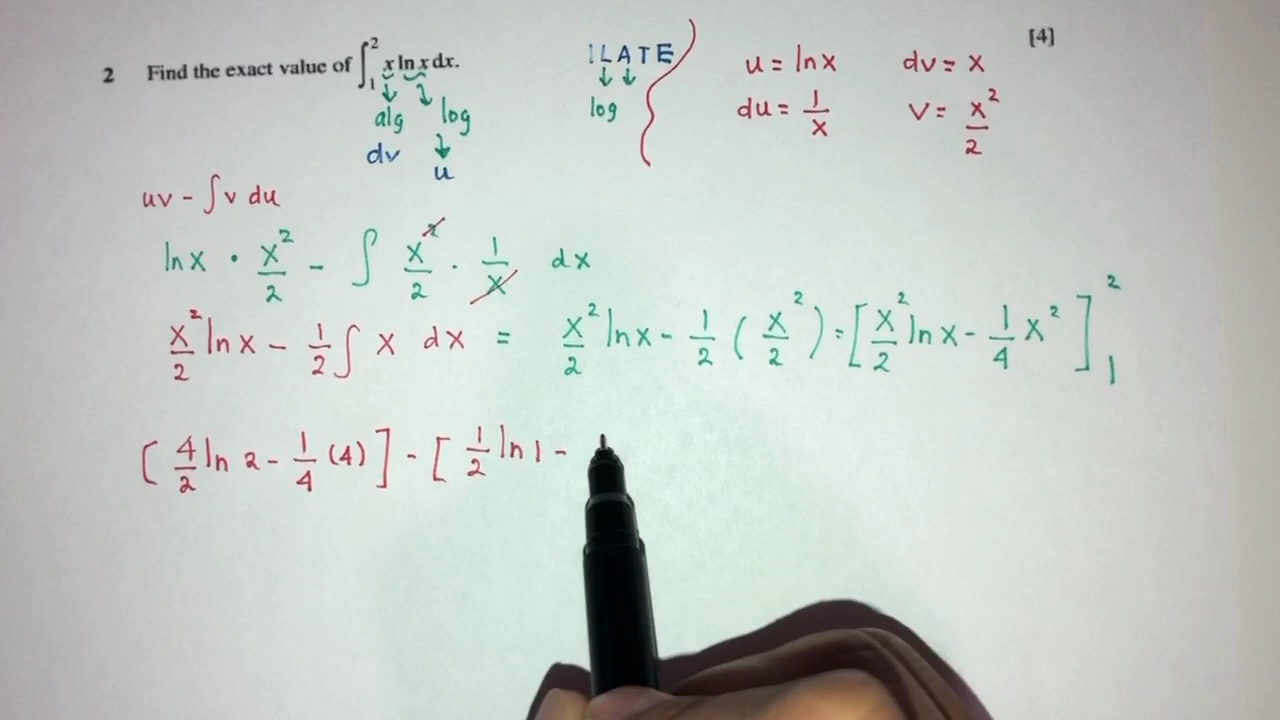 2 Find the exact value of ∫₁² x ln x dx. [4]
ILATE
u = ln x dv = x
alg log
log
du = 1/x v = x²/2
dv u
uv - ∫v du
ln x · x²/2 - ∫ x²/2 · 1/x dx
x²/2 ln x - 1/2 ∫ x dx = x²/2 ln x - 1/2 (x²/2) = [x²/2 ln x - 1/4 x²]₁²
[4/2 ln 2 - 1/4 (4)] - [1/2 ln 1 -